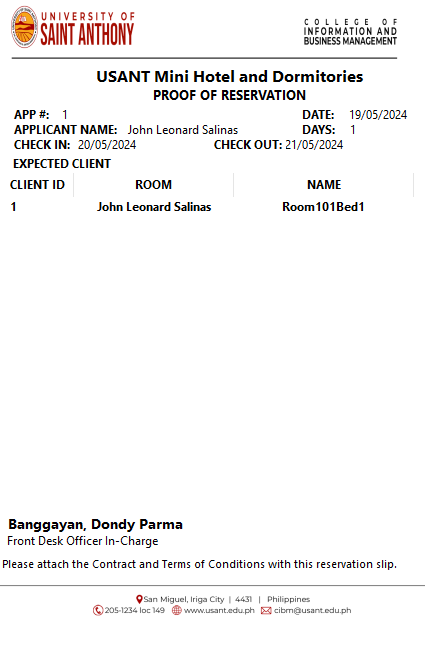 UNIVERSITY OF
SAINT ANTHONY
COLLEGE OF
INFORMATION AND
BUSINESS MANAGEMENT
USANT Mini Hotel and Dormitories
PROOF OF RESERVATION
APP #: 1 DATE: 19/05/2024
APPLICANT NAME: John Leonard Salinas DAYS: 1
CHECK IN: 20/05/2024 CHECK OUT: 21/05/2024
EXPECTED CLIENT
CLIENT ID ROOM NAME
1 John Leonard Salinas Room101Bed1
Banggayan, Dondy Parma
Front Desk Officer In-Charge
Please attach the Contract and Terms of Conditions with this reservation slip.
San Miguel, Iriga City | 4431 | Philippines
205-1234 loc 149 www.usant.edu.ph cibm@usant.edu.ph